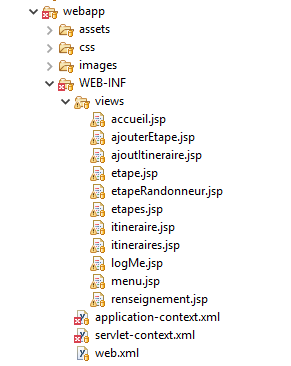 webapp
assets
css
images
WEB-INF
views
accueil.jsp
ajouterEtape.jsp
ajoutItineraire.jsp
etape.jsp
etapeRandonneur.jsp
etapes.jsp
itineraire.jsp
itineraires.jsp
logMe.jsp
menu.jsp
renseignement.jsp
application-context.xml
servlet-context.xml
web.xml